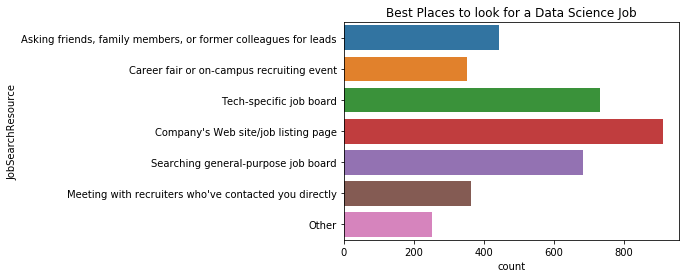 Best Places to look for a Data Science Job
Asking friends, family members, or former colleagues for leads
Career fair or on-campus recruiting event
Tech-specific job board
Company's Web site/job listing page
Searching general-purpose job board
Meeting with recruiters who've contacted you directly
Other
JobSearchResource
0 200 400 600 800
count